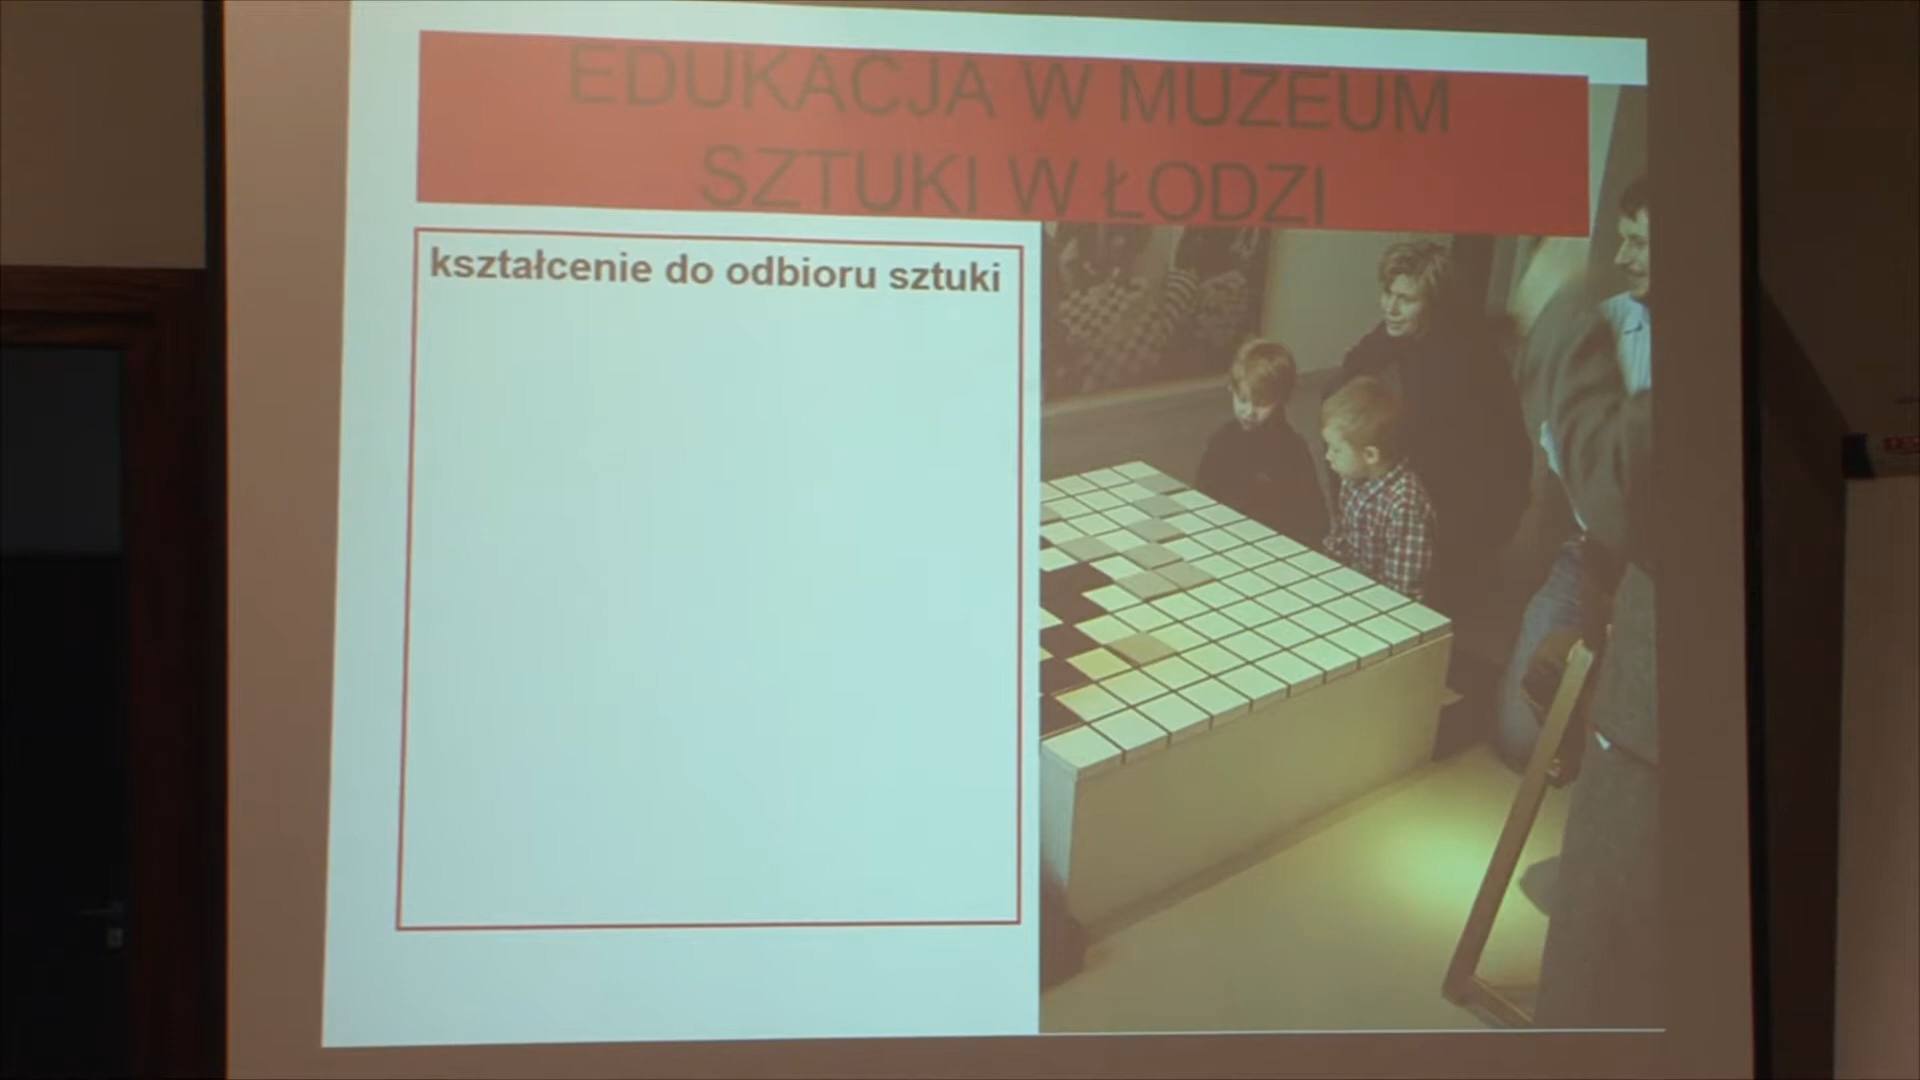 EDUKACJA W MUZEUM
SZTUKI W ŁODZI
kształcenie do odbioru sztuki